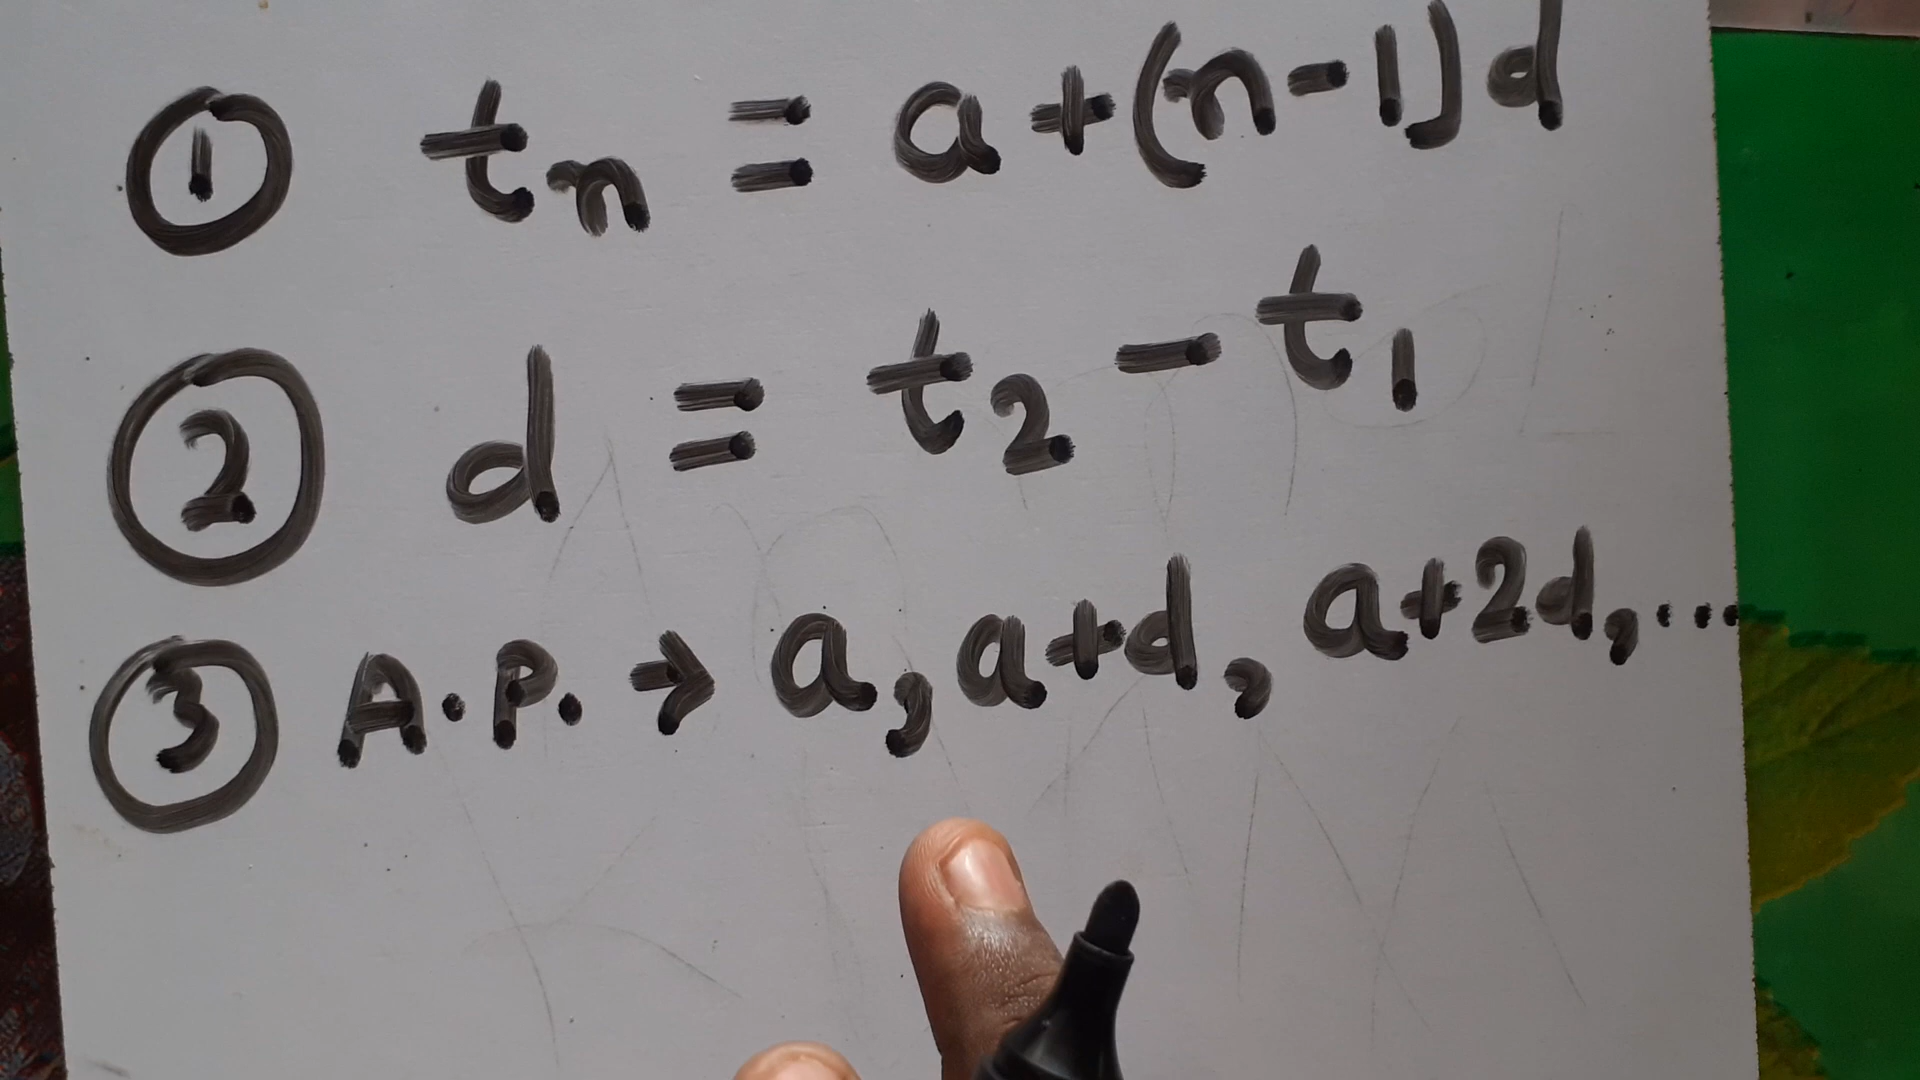 ① tₙ = a+(n-1)d
② d = t₂ - t₁
③ A.P. → a, a+d, a+2d, ...